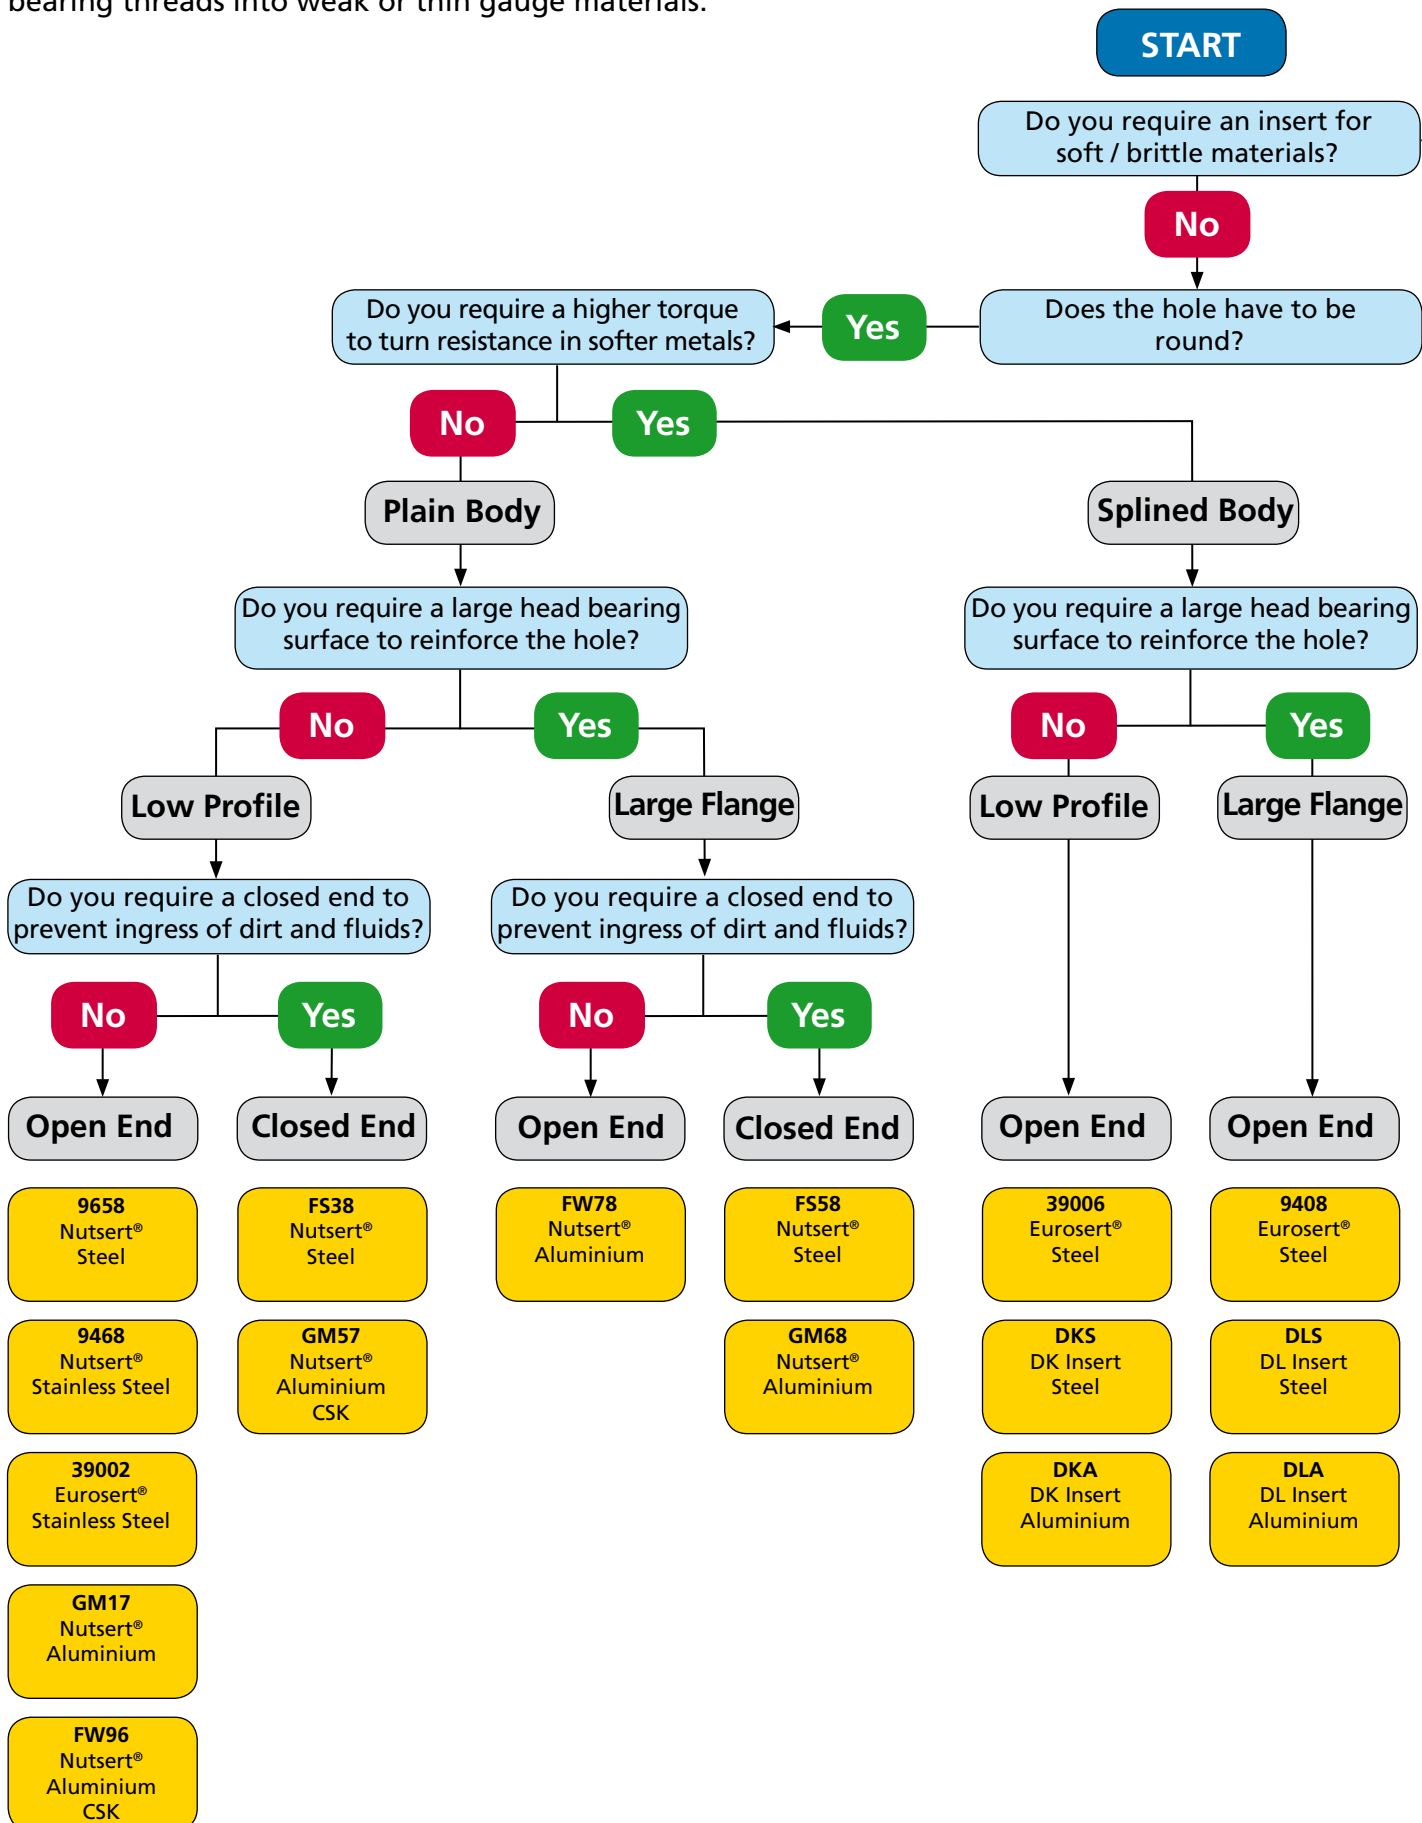 bearing threads into weak or thin gauge materials.
START
Do you require an insert for
soft / brittle materials?
No
Does the hole have to be
round?
Yes
Do you require a higher torque
to turn resistance in softer metals?
No
Yes
Plain Body
Splined Body
Do you require a large head bearing
surface to reinforce the hole?
Do you require a large head bearing
surface to reinforce the hole?
No
Yes
No
Yes
Low Profile
Large Flange
Low Profile
Large Flange
Do you require a closed end to
prevent ingress of dirt and fluids?
Do you require a closed end to
prevent ingress of dirt and fluids?
No
Yes
No
Yes
Open End
Closed End
Open End
Closed End
Open End
Open End
9658
Nutsert®
Steel
FS38
Nutsert®
Steel
FW78
Nutsert®
Aluminium
FS58
Nutsert®
Steel
39006
Eurosert®
Steel
9408
Eurosert®
Steel
9468
Nutsert®
Stainless Steel
GM57
Nutsert®
Aluminium
CSK
GM68
Nutsert®
Aluminium
DKS
DK Insert
Steel
DLS
DL Insert
Steel
39002
Eurosert®
Stainless Steel
DKA
DK Insert
Aluminium
DLA
DL Insert
Aluminium
GM17
Nutsert®
Aluminium
FW96
Nutsert®
Aluminium
CSK